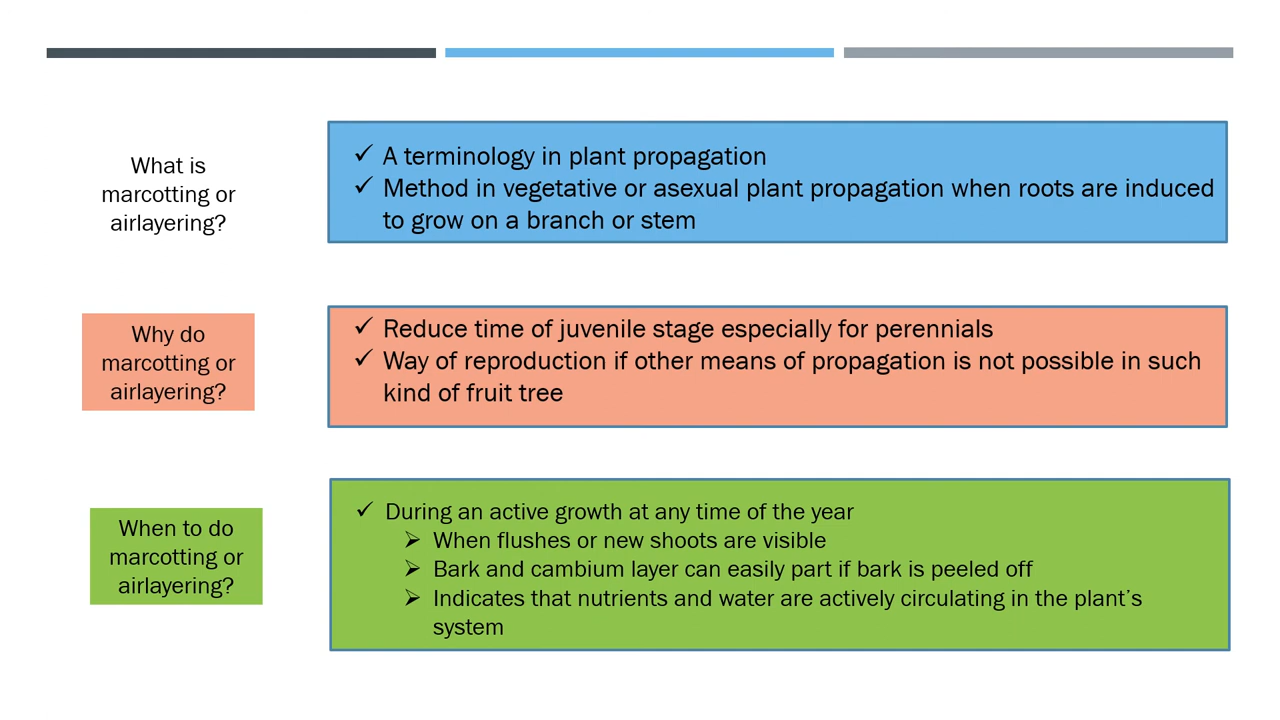 What is
marcotting or
airlayering?
✓ A terminology in plant propagation
✓ Method in vegetative or asexual plant propagation when roots are induced
to grow on a branch or stem
Why do
marcotting or
airlayering?
✓ Reduce time of juvenile stage especially for perennials
✓ Way of reproduction if other means of propagation is not possible in such
kind of fruit tree
When to do
marcotting or
airlayering?
✓ During an active growth at any time of the year
➢ When flushes or new shoots are visible
➢ Bark and cambium layer can easily part if bark is peeled off
➢ Indicates that nutrients and water are actively circulating in the plant’s
system